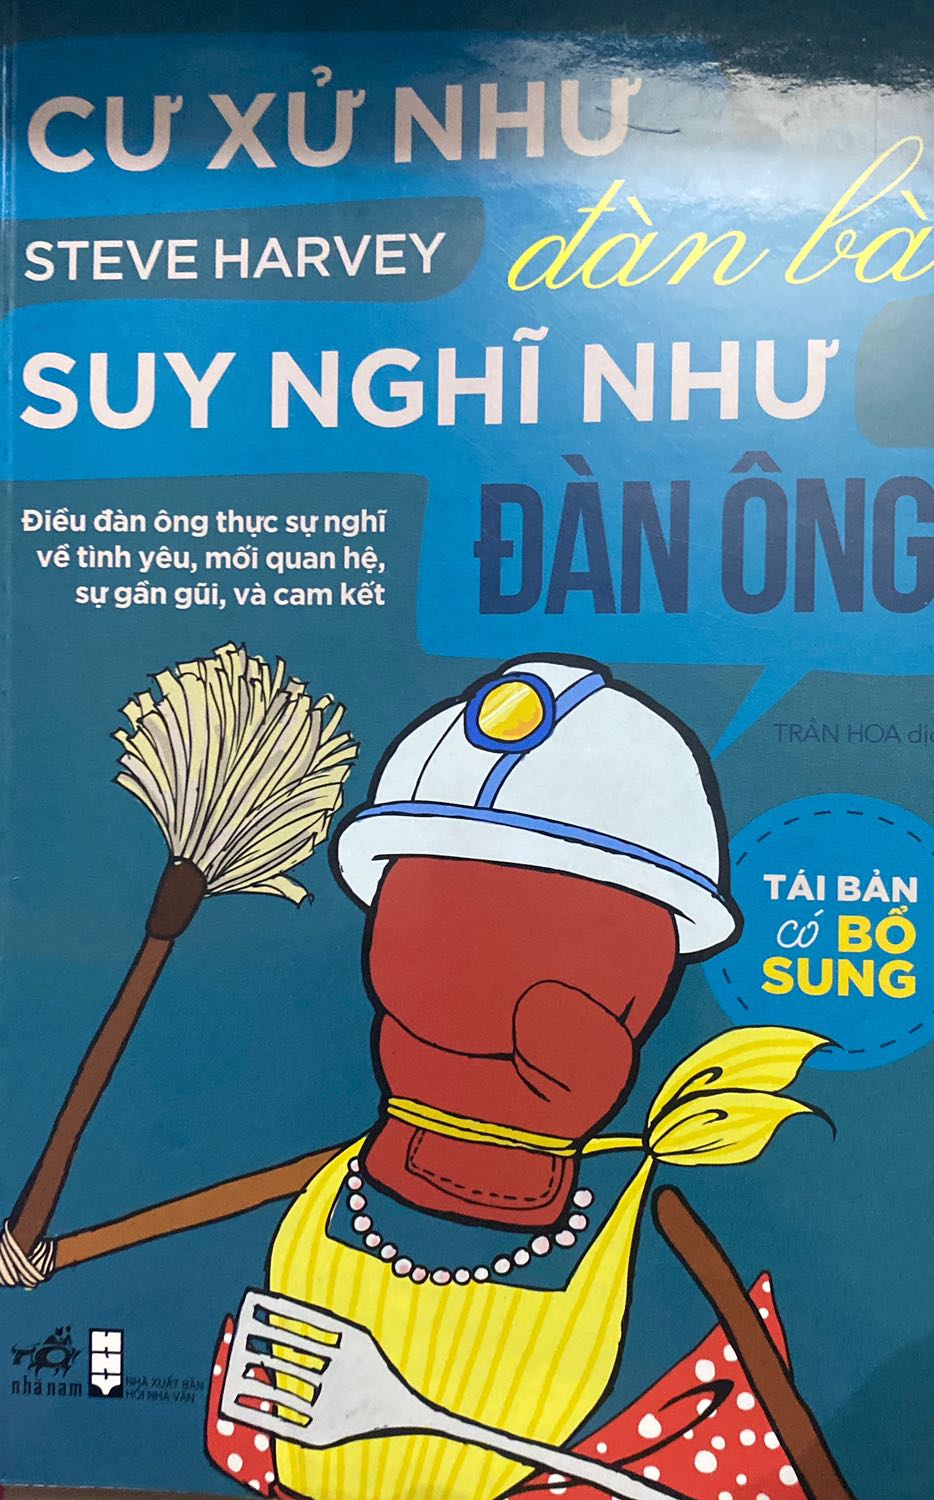 CƯ XỬ NHƯ
đàn bà
STEVE HARVEY
SUY NGHĨ NHƯ
ĐÀN ÔNG
Điều đàn ông thực sự nghĩ
về tình yêu, mối quan hệ,
sự gần gũi, và cam kết
TRẦN HOA
TÁI BẢN
có BỔ
SUNG
nhã nam
NHÀ XUẤT BẢN
HỘI NHÀ VĂN